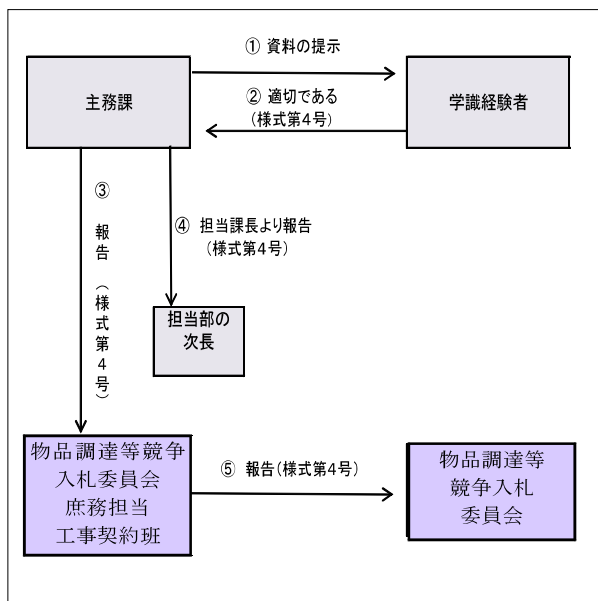 ① 資料の提示
主務課
学識経験者
② 適切である
(様式第4号)
③ 報告 (様式第4号)
④ 担当課長より報告
(様式第4号)
担当部の
次長
物品調達等競争
入札委員会
庶務担当
工事契約班
⑤ 報告(様式第4号)
物品調達等
競争入札
委員会